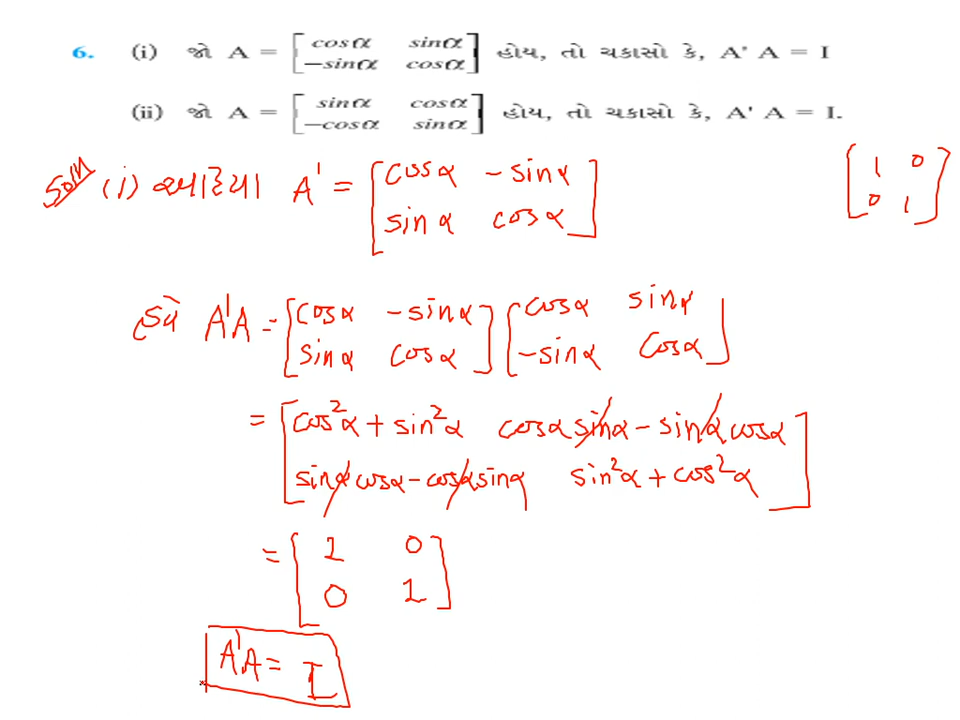 6. (i) જો A = [ cosα sinα
−sinα cosα ] હોય, તો ચકાસો કે, A' A = I
(ii) જો A = [ sinα cosα
−cosα sinα ] હોય, તો ચકાસો કે, A' A = I.
Soln (i) અહીંયા A' = [ cosα − sinα
sinα cosα ]
[ 1 0
0 1 ]
હવે A'A = [ cosα − sinα
sinα cosα ] [ cosα sinα
−sinα cosα ]
= [ cos²α + sin²α cosα sinα − sinα cosα
sinα cosα − cosα sinα sin²α + cos²α ]
= [ 1 0
0 1 ]
A'A = I